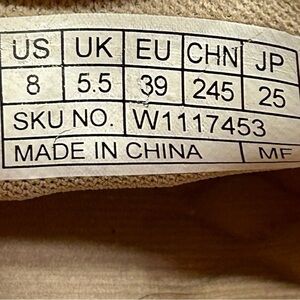 US UK EU CHN JP
8 5.5 39 245 25
SKU NO. W1117453
MADE IN CHINA MF